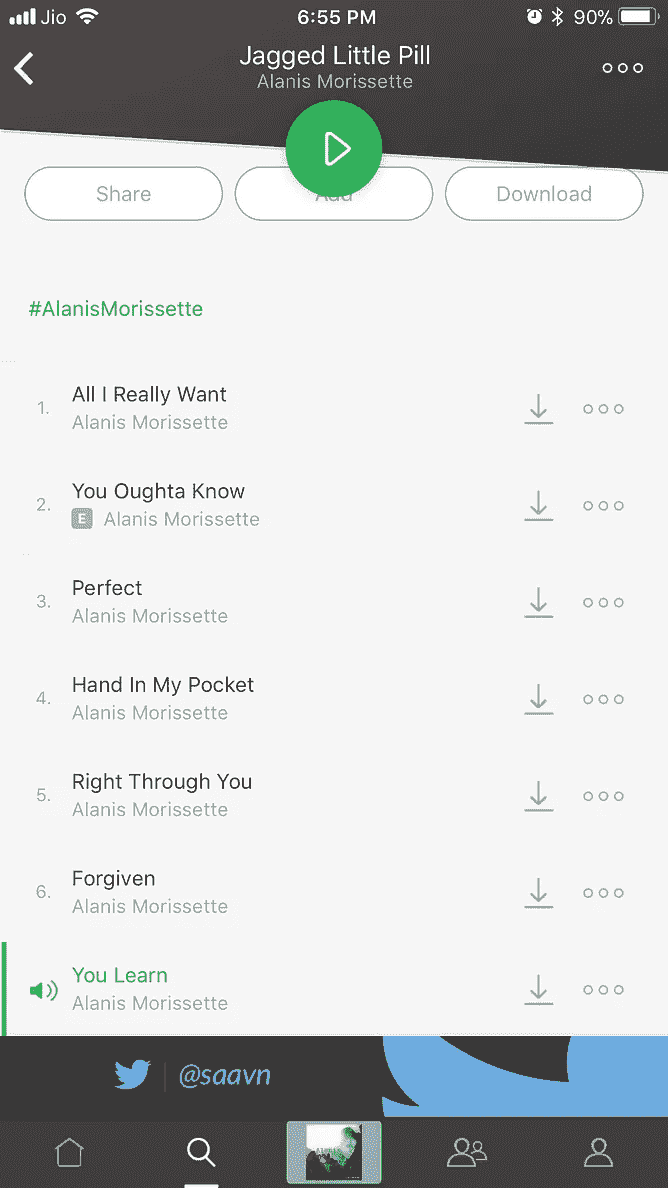 Jio 6:55 PM 90%
Jagged Little Pill
Alanis Morissette
Share Add Download
#AlanisMorissette
1. All I Really Want
Alanis Morissette
2. You Oughta Know
E Alanis Morissette
3. Perfect
Alanis Morissette
4. Hand In My Pocket
Alanis Morissette
5. Right Through You
Alanis Morissette
6. Forgiven
Alanis Morissette
You Learn
Alanis Morissette
@saavn